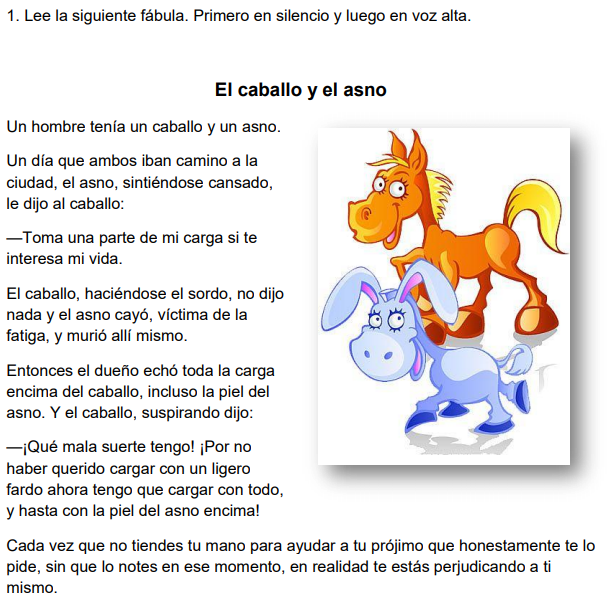 1. Lee la siguiente fábula. Primero en silencio y luego en voz alta.
El caballo y el asno
Un hombre tenía un caballo y un asno.
Un día que ambos iban camino a la
ciudad, el asno, sintiéndose cansado,
le dijo al caballo:
—Toma una parte de mi carga si te
interesa mi vida.
El caballo, haciéndose el sordo, no dijo
nada y el asno cayó, víctima de la
fatiga, y murió allí mismo.
Entonces el dueño echó toda la carga
encima del caballo, incluso la piel del
asno. Y el caballo, suspirando dijo:
—¡Qué mala suerte tengo! ¡Por no
haber querido cargar con un ligero
fardo ahora tengo que cargar con todo,
y hasta con la piel del asno encima!
Cada vez que no tiendes tu mano para ayudar a tu prójimo que honestamente te lo
pide, sin que lo notes en ese momento, en realidad te estás perjudicando a ti
mismo.